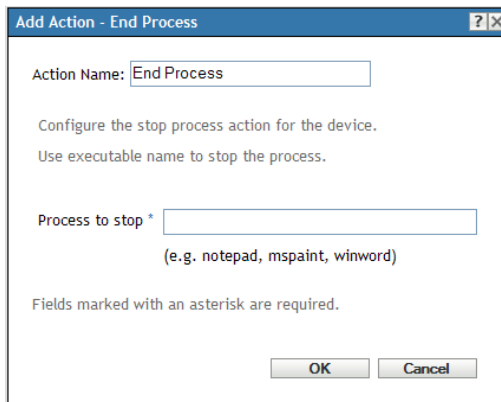 Add Action - End Process ? X
Action Name: End Process
Configure the stop process action for the device.
Use executable name to stop the process.
Process to stop *
(e.g. notepad, mspaint, winword)
Fields marked with an asterisk are required.
OK Cancel